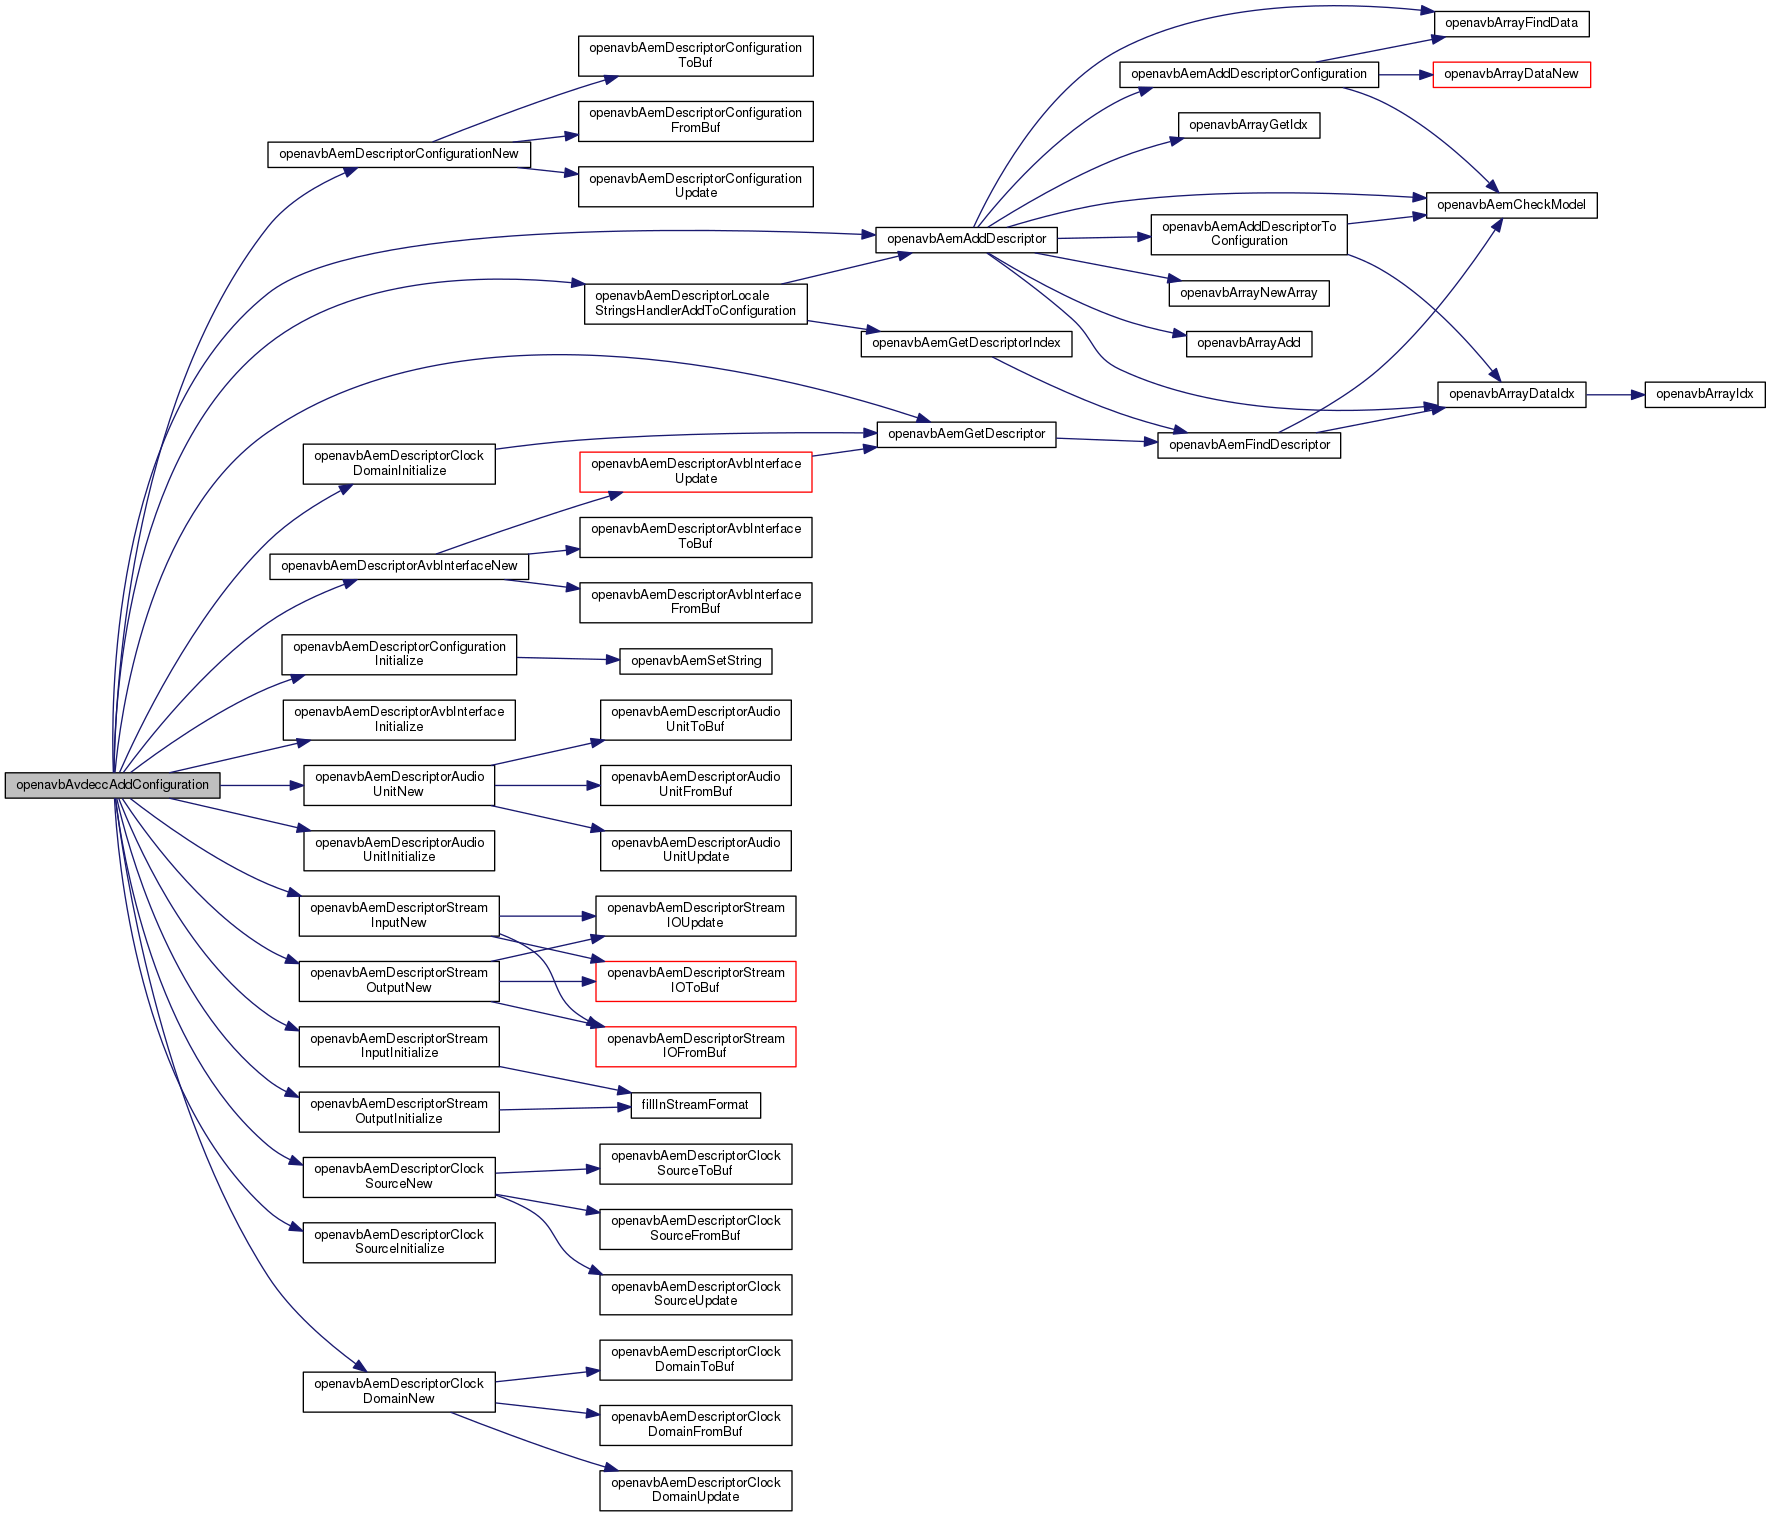 openavbArrayFindData
openavbAemDescriptorConfiguration
ToBuf
openavbAemAddDescriptorConfiguration
openavbArrayDataNew
openavbAemDescriptorConfiguration
FromBuf
openavbArrayGetIdx
openavbAemDescriptorConfigurationNew
openavbAemDescriptorConfiguration
Update
openavbAemCheckModel
openavbAemAddDescriptor
openavbAemAddDescriptorTo
Configuration
openavbAemDescriptorLocale
StringsHandlerAddToConfiguration
openavbArrayNewArray
openavbAemGetDescriptorIndex
openavbArrayAdd
openavbArrayDataIdx
openavbArrayIdx
openavbAemGetDescriptor
openavbAemFindDescriptor
openavbAemDescriptorClock
DomainInitialize
openavbAemDescriptorAvbInterface
Update
openavbAemDescriptorAvbInterface
ToBuf
openavbAemDescriptorAvbInterfaceNew
openavbAemDescriptorAvbInterface
FromBuf
openavbAemDescriptorConfiguration
Initialize
openavbAemSetString
openavbAemDescriptorAvbInterface
Initialize
openavbAemDescriptorAudio
UnitToBuf
openavbAvdeccAddConfiguration
openavbAemDescriptorAudio
UnitNew
openavbAemDescriptorAudio
UnitFromBuf
openavbAemDescriptorAudio
UnitInitialize
openavbAemDescriptorAudio
UnitUpdate
openavbAemDescriptorStream
InputNew
openavbAemDescriptorStream
IOUpdate
openavbAemDescriptorStream
OutputNew
openavbAemDescriptorStream
IOToBuf
openavbAemDescriptorStream
InputInitialize
openavbAemDescriptorStream
IOFromBuf
openavbAemDescriptorStream
OutputInitialize
fillInStreamFormat
openavbAemDescriptorClock
SourceNew
openavbAemDescriptorClock
SourceToBuf
openavbAemDescriptorClock
SourceInitialize
openavbAemDescriptorClock
SourceFromBuf
openavbAemDescriptorClock
SourceUpdate
openavbAemDescriptorClock
DomainNew
openavbAemDescriptorClock
DomainToBuf
openavbAemDescriptorClock
DomainFromBuf
openavbAemDescriptorClock
DomainUpdate